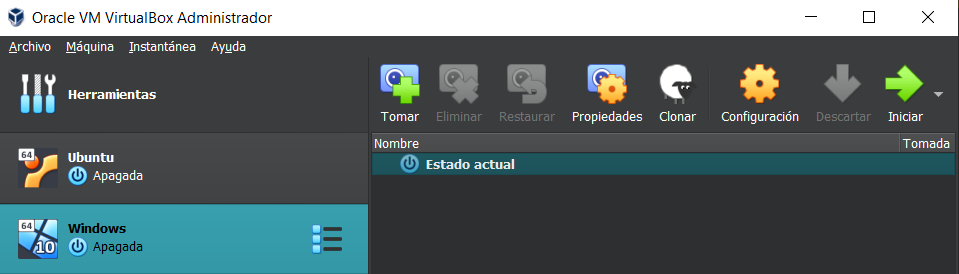 Oracle VM VirtualBox Administrador
Archivo Máquina Instantánea Ayuda
Herramientas
64
Ubuntu
Apagada
64
10
Windows
Apagada
Tomar Eliminar Restaurar Propiedades Clonar Configuración Descartar Iniciar
Nombre Tomada
Estado actual